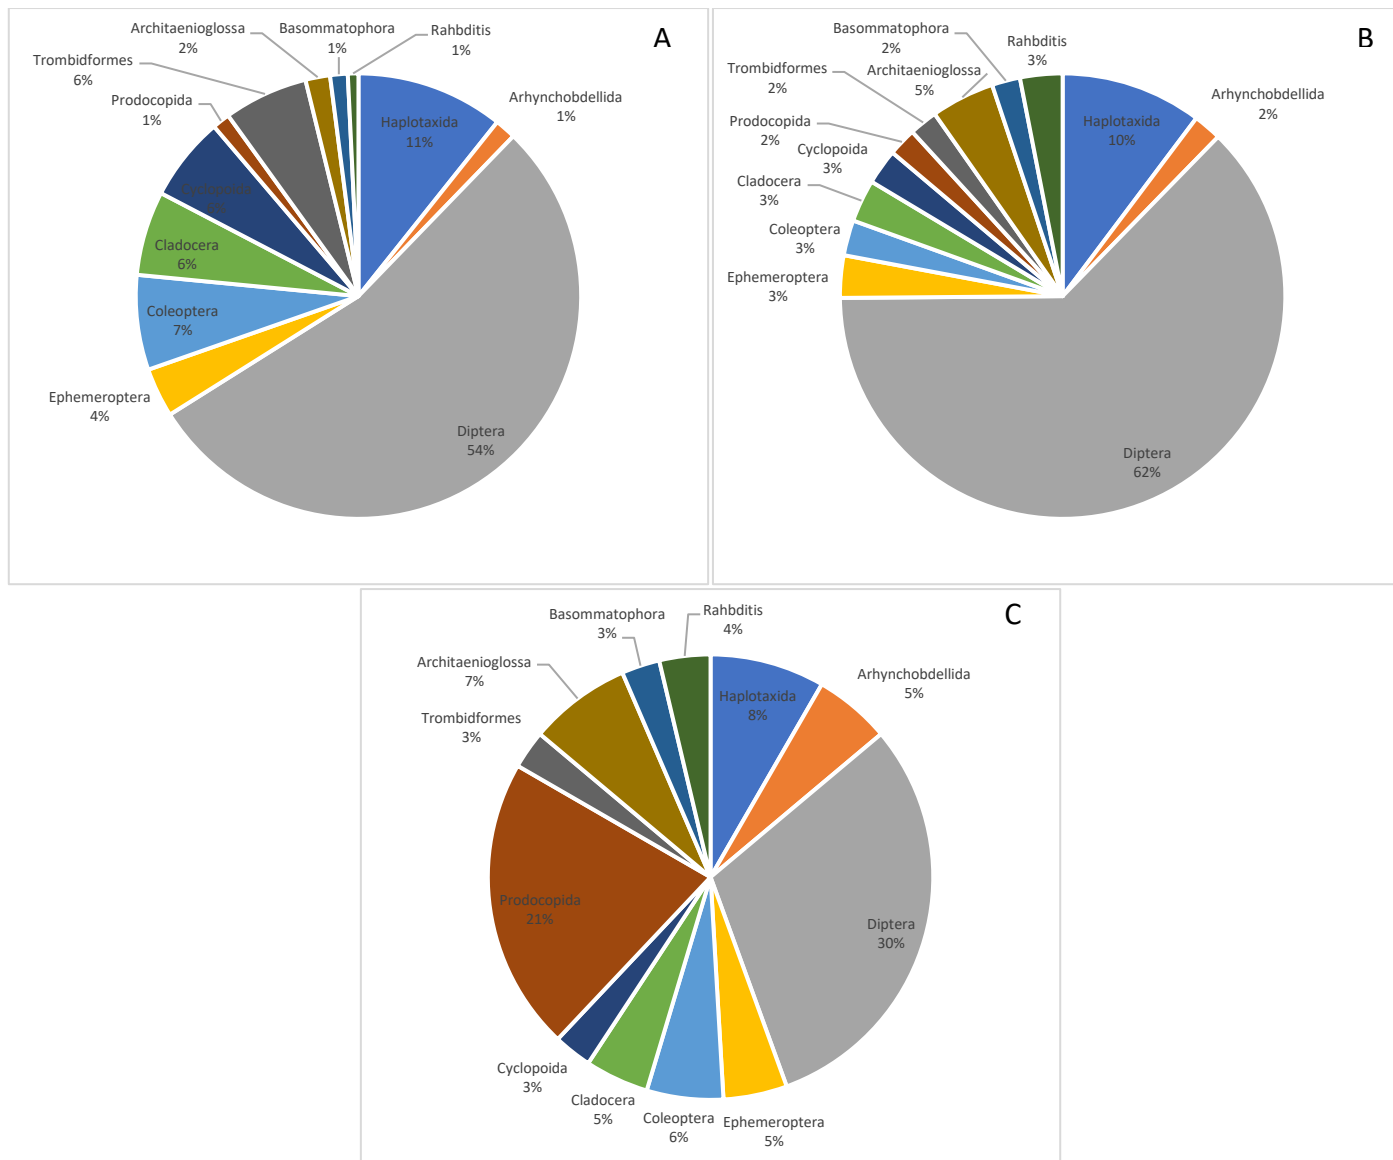 A
Architaenioglossa
2%
Basommatophora
1%
Rahbditis
1%
Trombidformes
6%
Prodocopida
1%
Arhynchobdellida
1%
Haplotaxida
11%
Cyclopoida
6%
Cladocera
6%
Coleoptera
7%
Ephemeroptera
4%
Diptera
54%
B
Basommatophora
2%
Rahbditis
3%
Trombidformes
2%
Architaenioglossa
5%
Arhynchobdellida
2%
Prodocopida
2%
Haplotaxida
10%
Cyclopoida
3%
Cladocera
3%
Coleoptera
3%
Ephemeroptera
3%
Diptera
62%
C
Basommatophora
3%
Rahbditis
4%
Architaenioglossa
7%
Arhynchobdellida
5%
Haplotaxida
8%
Trombidformes
3%
Prodocopida
21%
Diptera
30%
Cyclopoida
3%
Cladocera
5%
Coleoptera
6%
Ephemeroptera
5%